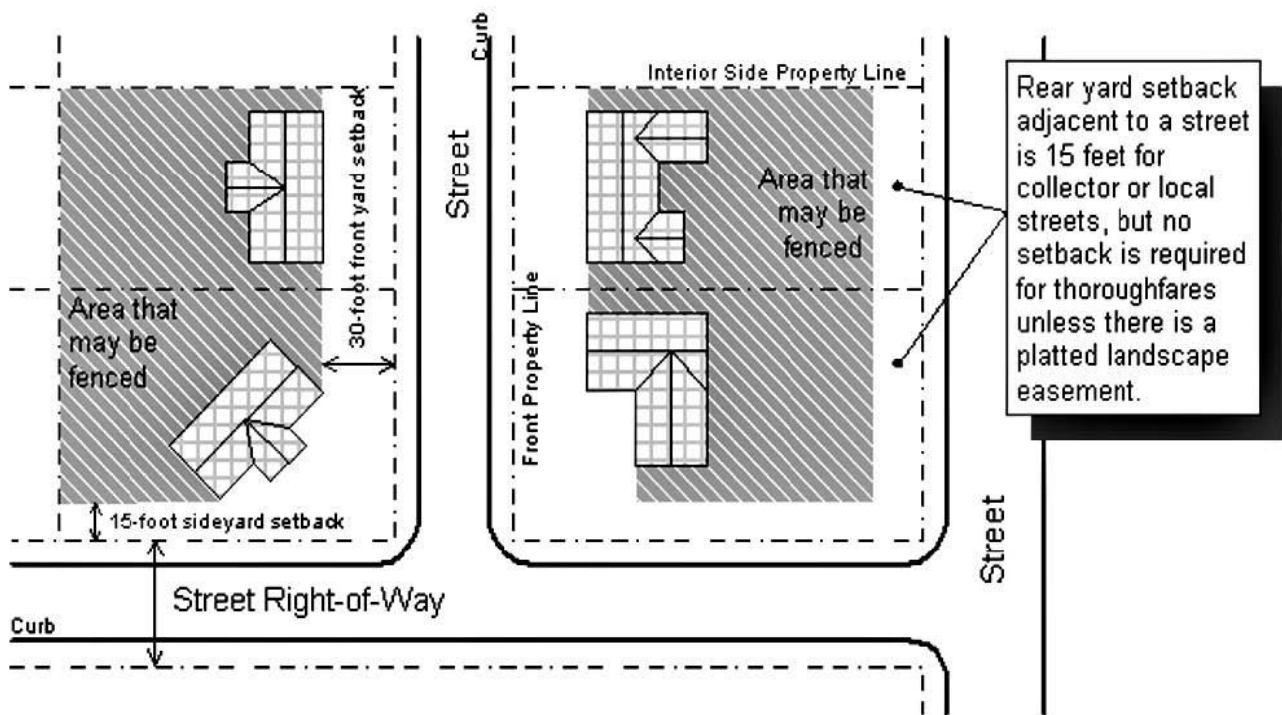 Curb
Interior Side Property Line
30-foot front yard setback
Street
Area that
may be
fenced
Rear yard setback
adjacent to a street
is 15 feet for
collector or local
streets, but no
setback is required
for thoroughfares
unless there is a
platted landscape
easement.
Area that
may be
fenced
Front Property Line
15-foot sideyard setback
Street
Street Right-of-Way
Curb